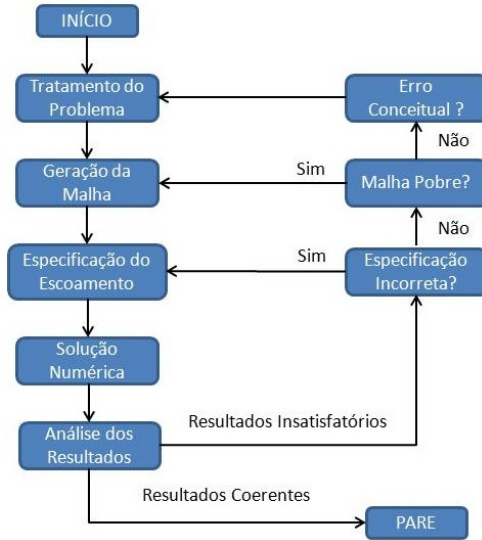 INÍCIO
Tratamento do
Problema
Erro
Conceitual ?
Não
Geração da
Malha
Sim
Malha Pobre?
Não
Especificação do
Escoamento
Sim
Especificação
Incorreta?
Solução
Numérica
Análise dos
Resultados
Resultados Insatisfatórios
Resultados Coerentes
PARE